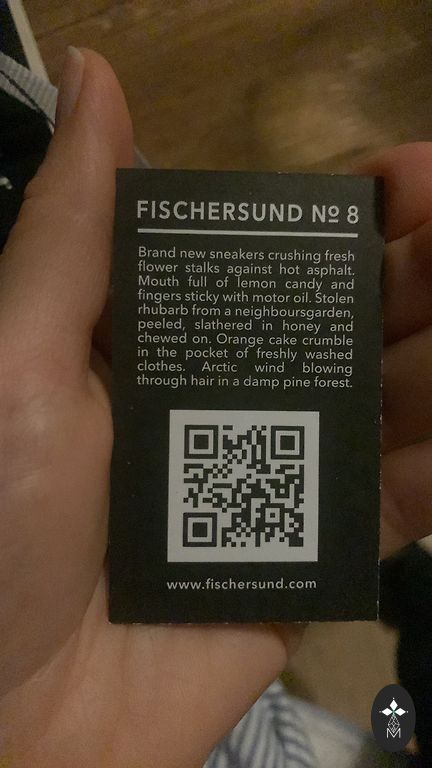 FISCHERSUND Nº 8
Brand new sneakers crushing fresh
flower stalks against hot asphalt.
Mouth full of lemon candy and
fingers sticky with motor oil. Stolen
rhubarb from a neighboursgarden,
peeled, slathered in honey and
chewed on. Orange cake crumble
in the pocket of freshly washed
clothes. Arctic wind blowing
through hair in a damp pine forest.
www.fischersund.com
M